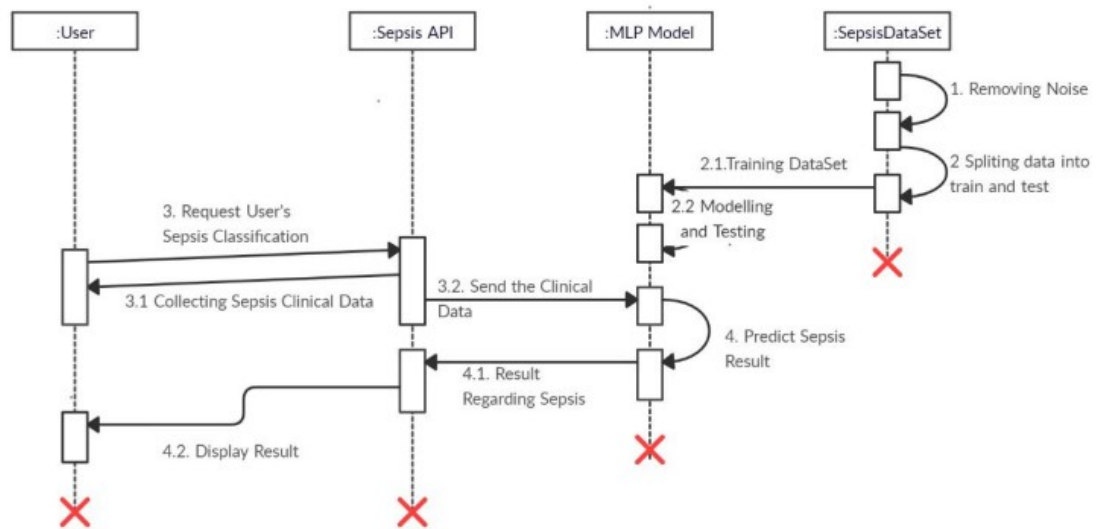 :User
:Sepsis API
:MLP Model
:SepsisDataSet
1. Removing Noise
2 Spliting data into
train and test
2.1.Training DataSet
2.2 Modelling
and Testing
3. Request User's
Sepsis Classification
3.1 Collecting Sepsis Clinical Data
3.2. Send the Clinical
Data
4. Predict Sepsis
Result
4.1. Result
Regarding Sepsis
4.2. Display Result